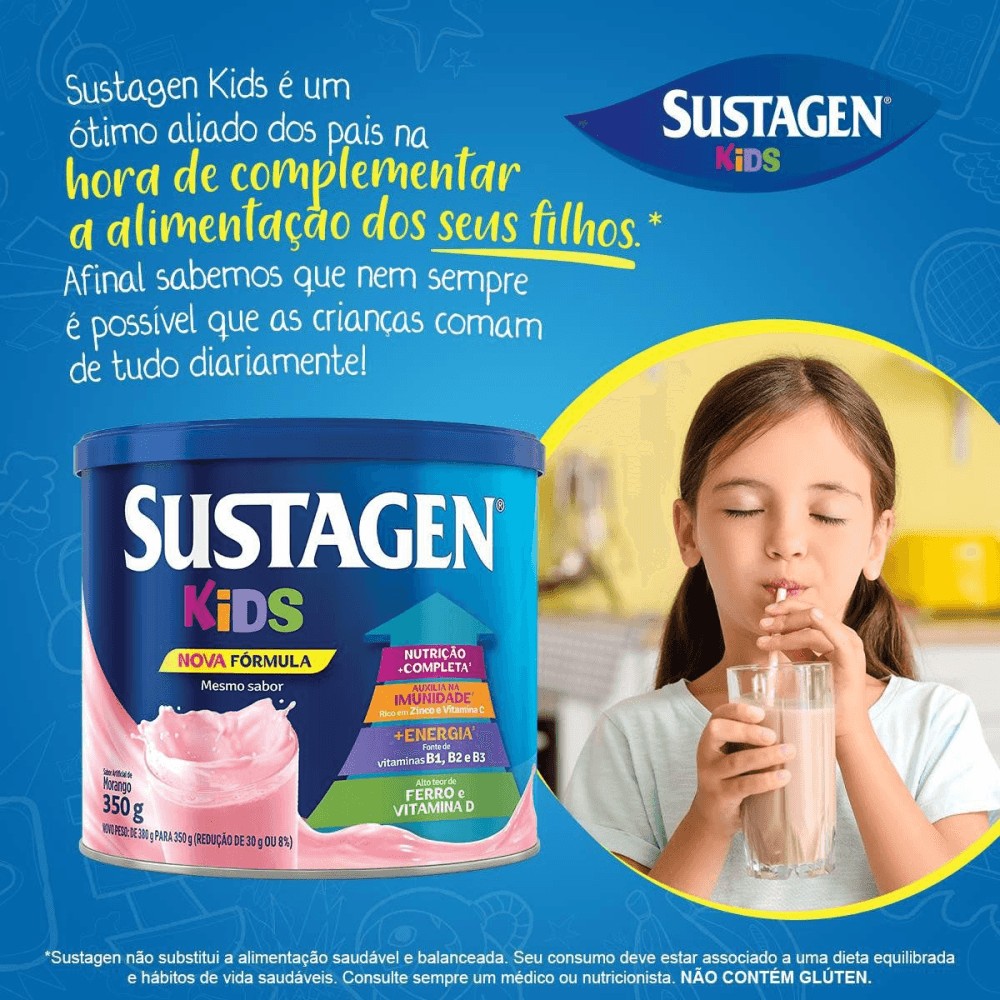 Sustagen Kids é um
ótimo aliado dos pais na
hora de complementar
a alimentação dos seus filhos.*
Afinal sabemos que nem sempre
é possível que as crianças comam
de tudo diariamente!
SUSTAGEN®
KiDS
SUSTAGEN®
KiDS
NOVA FÓRMULA
Mesmo sabor
NUTRIÇÃO
+COMPLETA¹
AUXILIA NA
IMUNIDADE
Rico em Zinco e Vitamina C
+ENERGIA
Fonte de
vitaminas B1, B2 e B3
Alto teor de
FERRO e
VITAMINA D
Sabor Artificial de
Morango
350 g
NOVO PESO: DE 380 g PARA 350 g (REDUÇÃO DE 30 g OU 8%)
*Sustagen não substitui a alimentação saudável e balanceada. Seu consumo deve estar associado a uma dieta equilibrada
e hábitos de vida saudáveis. Consulte sempre um médico ou nutricionista. NÃO CONTÉM GLÚTEN.